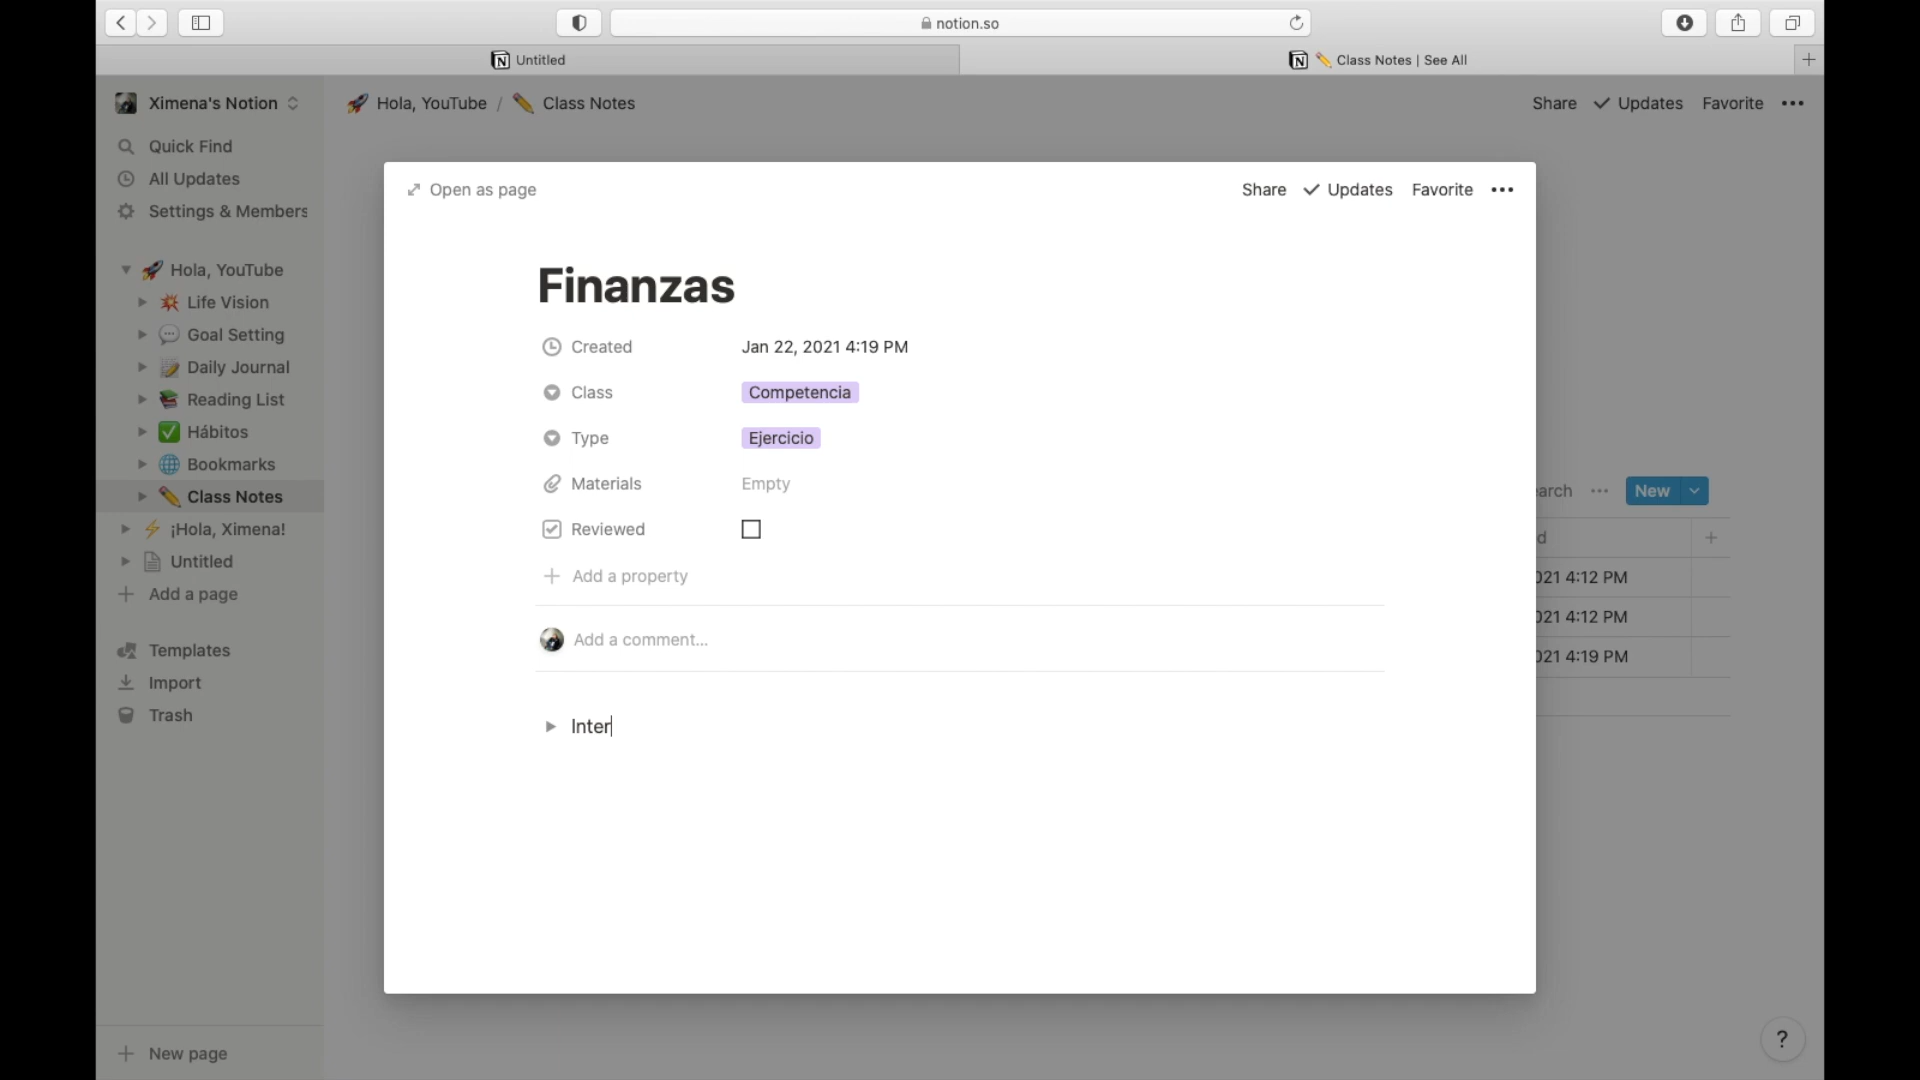 notion.so
Untitled
Class Notes | See All
Ximena's Notion
Hola, YouTube / Class Notes
Share Updates Favorite
Quick Find
All Updates
Settings & Members
Hola, YouTube
Life Vision
Goal Setting
Daily Journal
Reading List
Hábitos
Bookmarks
Class Notes
¡Hola, Ximena!
Untitled
Add a page
Templates
Import
Trash
New page
Open as page
Share Updates Favorite
Finanzas
Created Jan 22, 2021 4:19 PM
Class Competencia
Type Ejercicio
Materials Empty
Reviewed
Add a property
Add a comment...
Inter
earch
New
d
021 4:12 PM
021 4:12 PM
021 4:19 PM
?